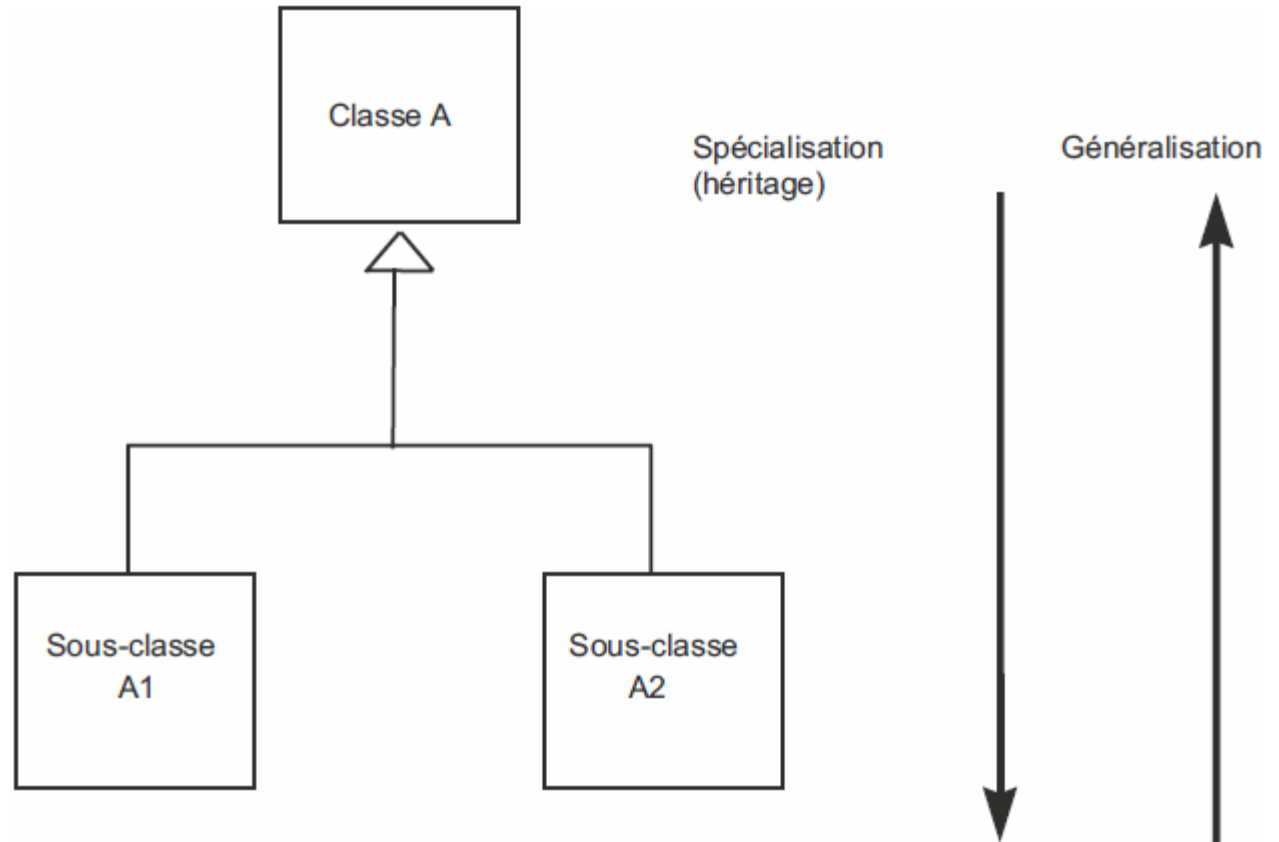 Classe A
Spécialisation
(héritage)
Généralisation
Sous-classe
A1
Sous-classe
A2